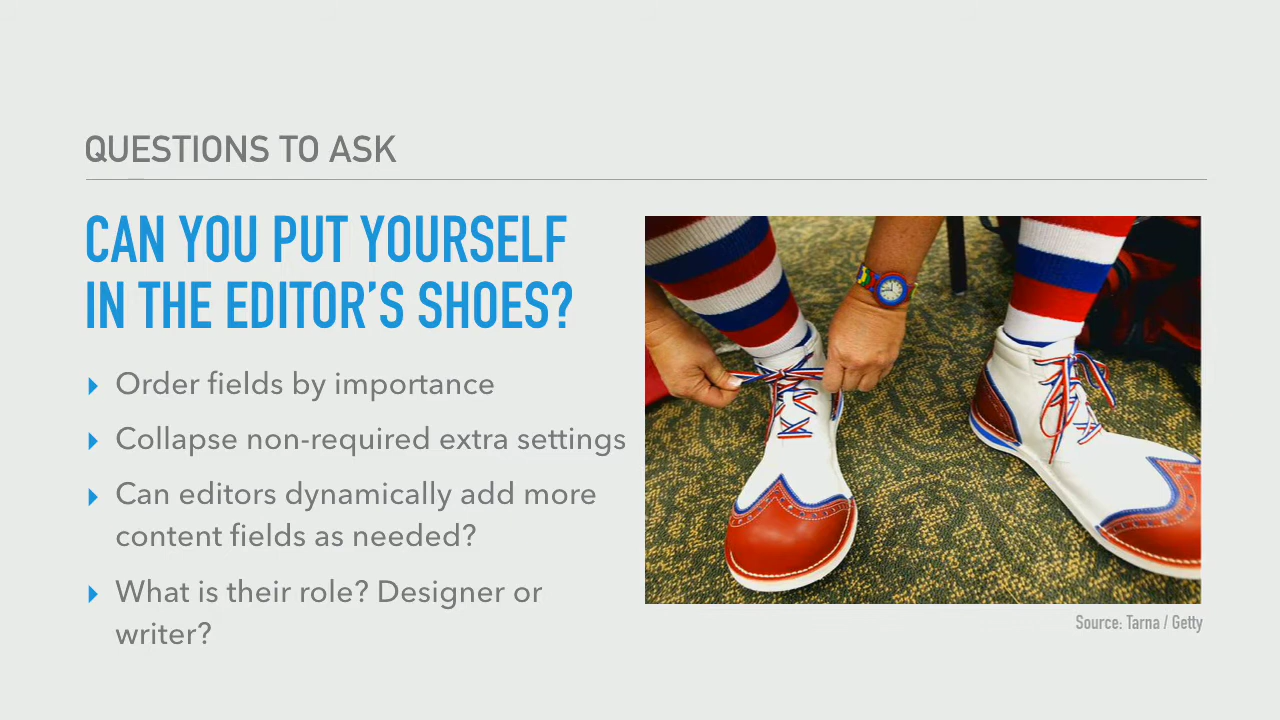 QUESTIONS TO ASK
CAN YOU PUT YOURSELF
IN THE EDITOR’S SHOES?
Order fields by importance
Collapse non-required extra settings
Can editors dynamically add more
content fields as needed?
What is their role? Designer or
writer?
Source: Tarna / Getty